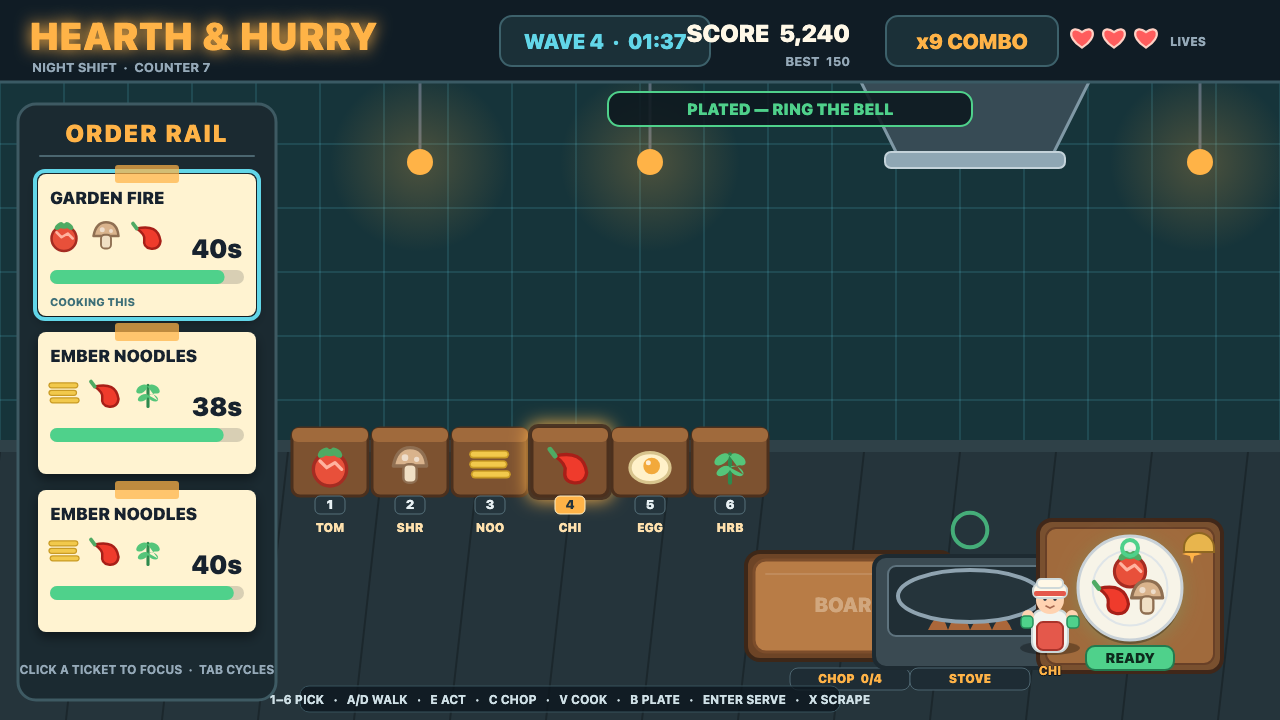 HEARTH & HURRY
NIGHT SHIFT · COUNTER 7
WAVE 4 · 01:37
SCORE 5,240
BEST 150
x9 COMBO
LIVES
PLATED — RING THE BELL
ORDER RAIL
GARDEN FIRE
40s
COOKING THIS
EMBER NOODLES
38s
EMBER NOODLES
40s
CLICK A TICKET TO FOCUS · TAB CYCLES
1 2 3 4 5 6
TOM SHR NOO CHI EGG HRB
BOAR
READY
CHI
CHOP 0/4
STOVE
1–6 PICK · A/D WALK · E ACT · C CHOP · V COOK · B PLATE · ENTER SERVE · X SCRAPE